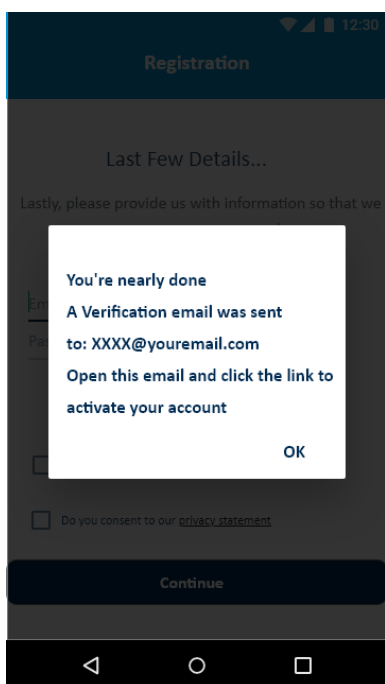 12:30
Registration
Last Few Details...
Lastly, please provide us with information so that we
You're nearly done
A Verification email was sent
to: XXXX@youremail.com
Open this email and click the link to
activate your account
OK
Do you consent to our privacy statement
Continue